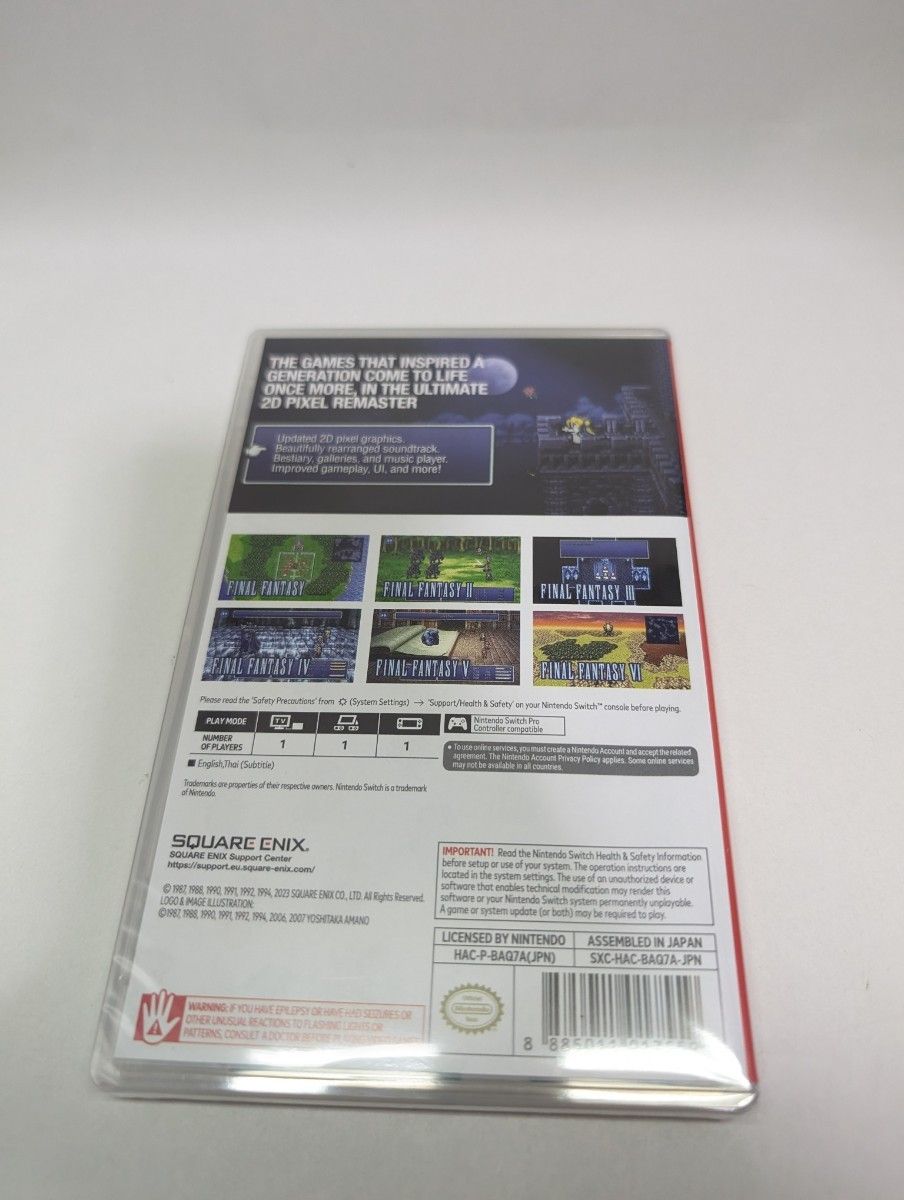 THE GAMES THAT INSPIRED A
GENERATION COME TO LIFE
ONCE MORE, IN THE ULTIMATE
2D PIXEL REMASTER
Updated 2D pixel graphics.
Beautifully rearranged soundtrack.
Bestiary, galleries, and music player.
Improved gameplay, UI, and more!
FINAL FANTASY
FINAL FANTASY II
FINAL FANTASY III
FINAL FANTASY IV
FINAL FANTASY V
FINAL FANTASY VI
Please read the 'Safety Precautions' from (System Settings) → 'Support/Health & Safety' on your Nintendo Switch™ console before playing.
PLAY MODE
TV
NUMBER
OF PLAYERS
1
1
1
Nintendo Switch Pro
Controller compatible
• To use online services, you must create a Nintendo Account and accept the related
agreement. The Nintendo Account Privacy Policy applies. Some online services
may not be available in all countries.
■ English,Thai (Subtitle)
Trademarks are properties of their respective owners. Nintendo Switch is a trademark
of Nintendo.
SQUARE ENIX.
SQUARE ENIX Support Center
https://support.eu.square-enix.com/
© 1987, 1988, 1990, 1991, 1992, 1994, 2023 SQUARE ENIX CO., LTD. All Rights Reserved.
LOGO & IMAGE ILLUSTRATION:
©1987, 1988, 1990, 1991, 1992, 1994, 2006, 2007 YOSHITAKA AMANO
IMPORTANT! Read the Nintendo Switch Health & Safety Information
before setup or use of your system. The operation instructions are
located in the system settings. The use of an unauthorized device or
software that enables technical modification may render this
software or your Nintendo Switch system permanently unplayable.
A game or system update (or both) may be required to play.
LICENSED BY NINTENDO
ASSEMBLED IN JAPAN
HAC-P-BAQ7A(JPN)
SXC-HAC-BAQ7A-JPN
WARNING: IF YOU HAVE EPILEPSY OR HAVE HAD SEIZURES OR
OTHER UNUSUAL REACTIONS TO FLASHING LIGHTS OR
PATTERNS, CONSULT A DOCTOR BEFORE PLAYING VIDEO GAMES.
Official
Nintendo
Seal
8